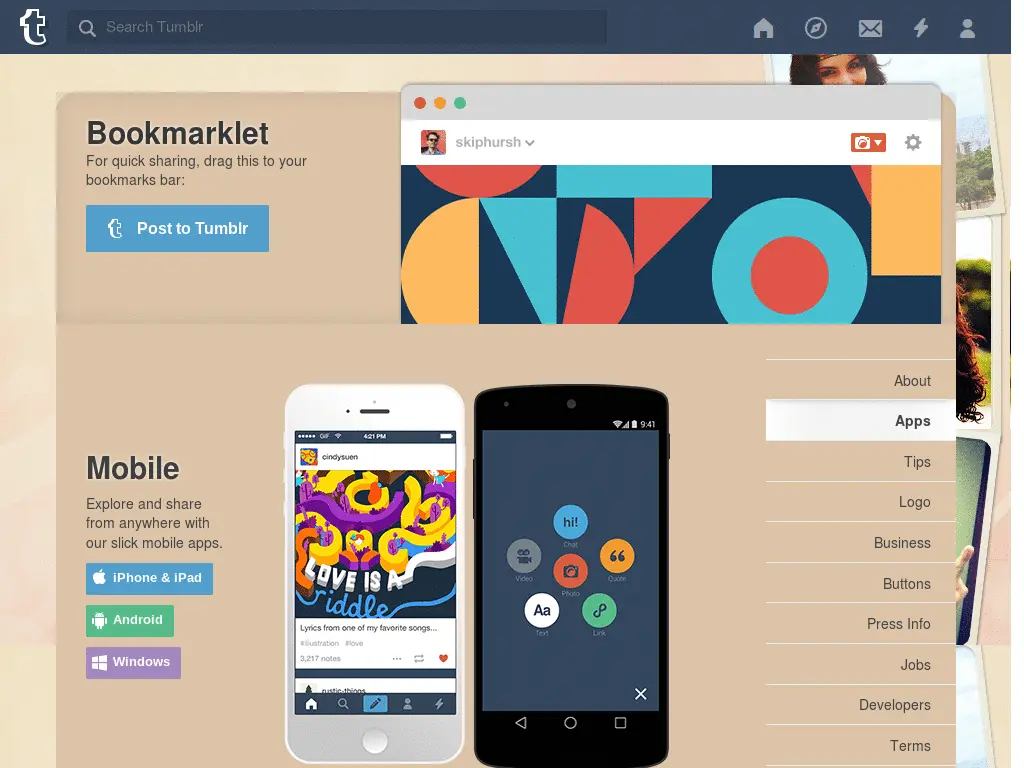 Search Tumblr
Bookmarklet
For quick sharing, drag this to your
bookmarks bar:
Post to Tumblr
skiphursh
Mobile
Explore and share
from anywhere with
our slick mobile apps.
iPhone & iPad
Android
Windows
GIF
4:21 PM
cindysuen
LOVE IS A
riddle
Lyrics from one of my favorite songs...
#illustration #love
3,217 notes
rustic-things
9:41
hi!
Chat
Video
Quote
Photo
Aa
Text
Link
About
Apps
Tips
Logo
Business
Buttons
Press Info
Jobs
Developers
Terms